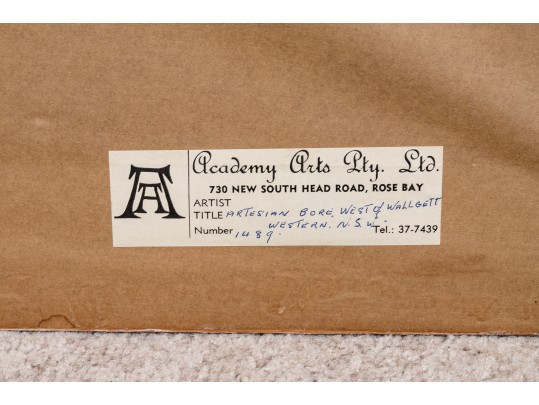 AA
Academy Arts Pty. Ltd.
730 NEW SOUTH HEAD ROAD, ROSE BAY
ARTIST
TITLE ARTESIAN BORE, WEST of WALLGETT
WESTERN. N.S.W.
Number 1489. Tel.: 37-7439